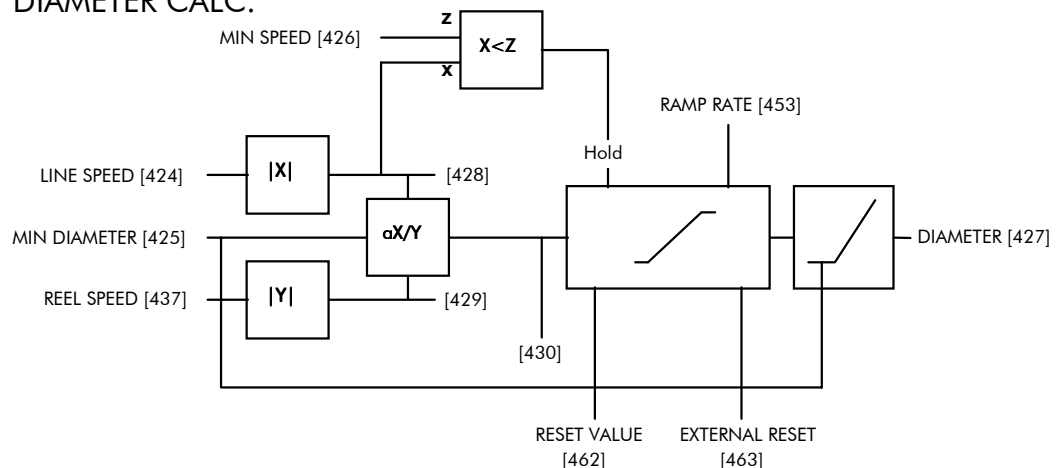 DIAMETER CALC.
MIN SPEED [426]
z
x
X<Z
RAMP RATE [453]
Hold
LINE SPEED [424]
|X|
[428]
MIN DIAMETER [425]
aX/Y
DIAMETER [427]
REEL SPEED [437]
|Y|
[429]
[430]
RESET VALUE
[462]
EXTERNAL RESET
[463]